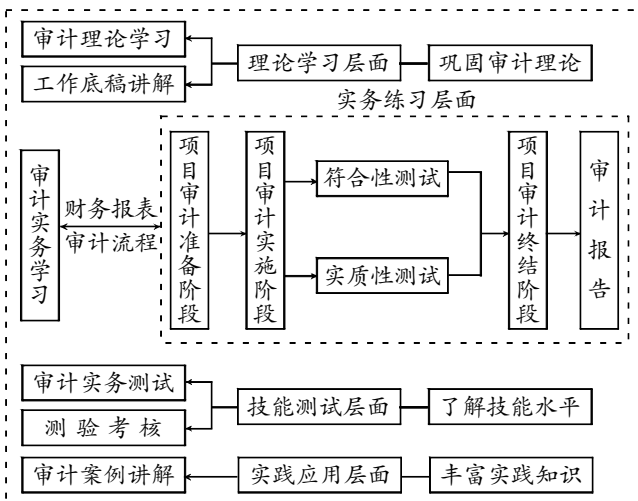 审计理论学习
工作底稿讲解
理论学习层面
巩固审计理论
实务练习层面
审计实务学习
财务报表
审计流程
项目审计准备阶段
项目审计实施阶段
符合性测试
实质性测试
项目审计终结阶段
审计报告
审计实务测试
测验考核
技能测试层面
了解技能水平
审计案例讲解
实践应用层面
丰富实践知识